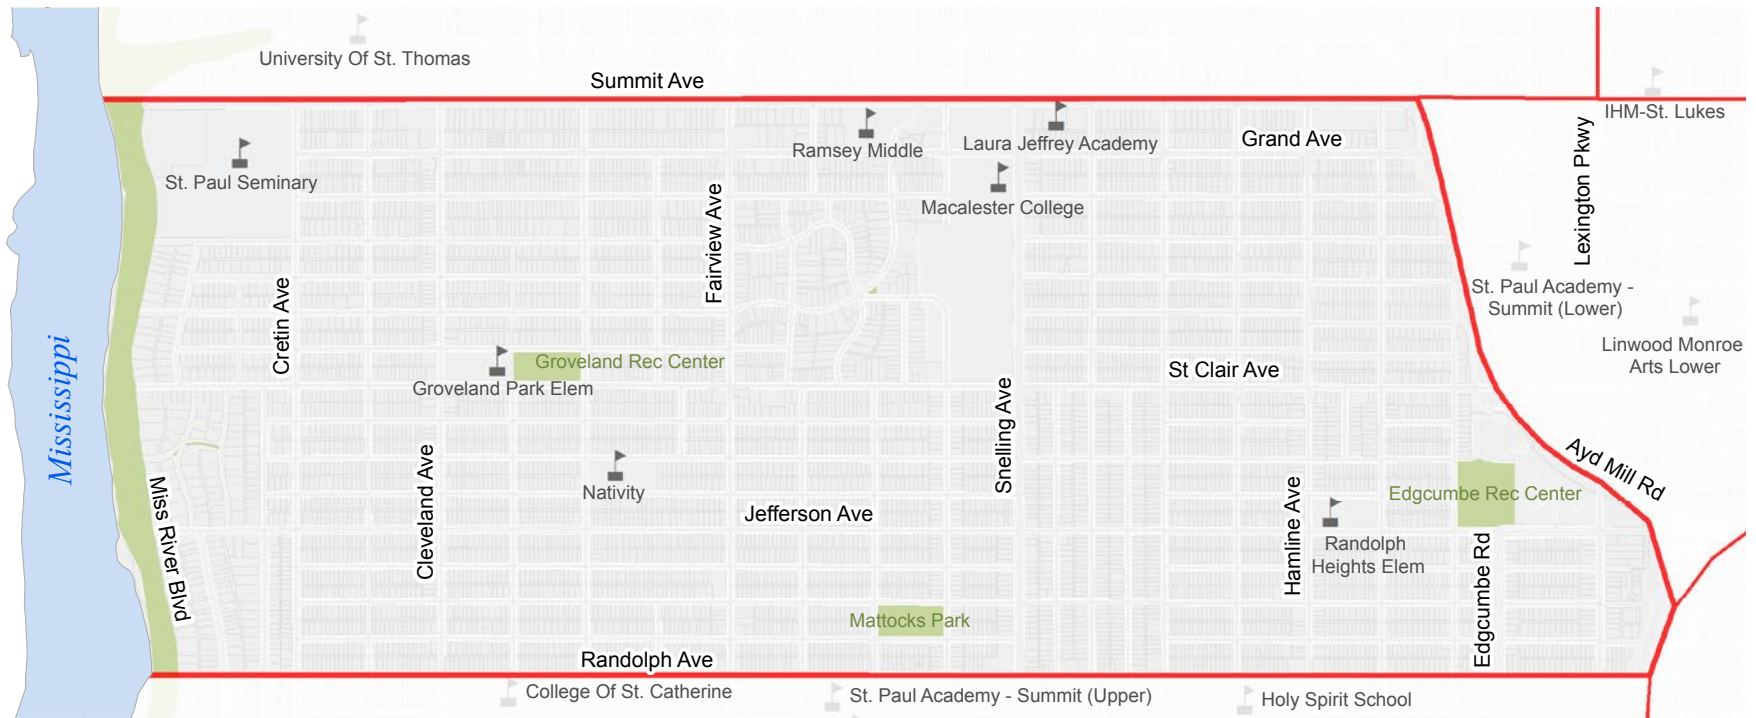 University Of St. Thomas
Summit Ave
IHM-St. Lukes
Ramsey Middle
Laura Jeffrey Academy
Grand Ave
Lexington Pkwy
St. Paul Seminary
Macalester College
Fairview Ave
Cretin Ave
St. Paul Academy -
Summit (Lower)
Linwood Monroe
Arts Lower
Mississippi
Groveland Rec Center
Groveland Park Elem
St Clair Ave
Snelling Ave
Cleveland Ave
Ayd Mill Rd
Nativity
Edgcumbe Rec Center
Miss River Blvd
Jefferson Ave
Hamline Ave
Randolph
Heights Elem
Edgcumbe Rd
Mattocks Park
Randolph Ave
College Of St. Catherine
St. Paul Academy - Summit (Upper)
Holy Spirit School